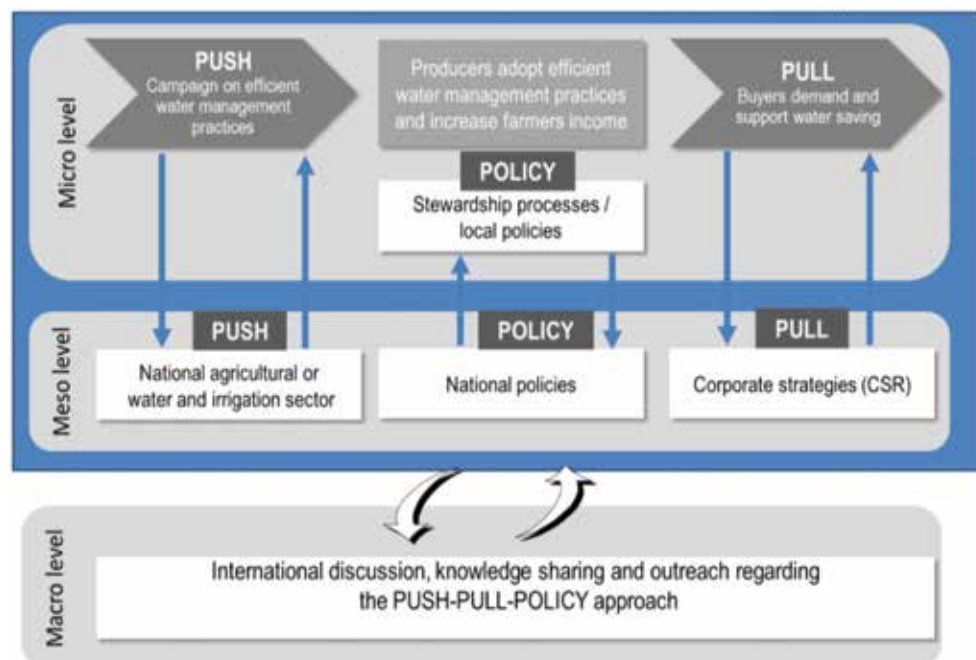 Micro level
PUSH
Campaign on efficient
water management
practices
Producers adopt efficient
water management practices
and increase farmers income
PULL
Buyers demand and
support water saving
POLICY
Stewardship processes /
local policies
Meso level
PUSH
National agricultural or
water and irrigation sector
POLICY
National policies
PULL
Corporate strategies (CSR)
Macro level
International discussion, knowledge sharing and outreach regarding
the PUSH-PULL-POLICY approach